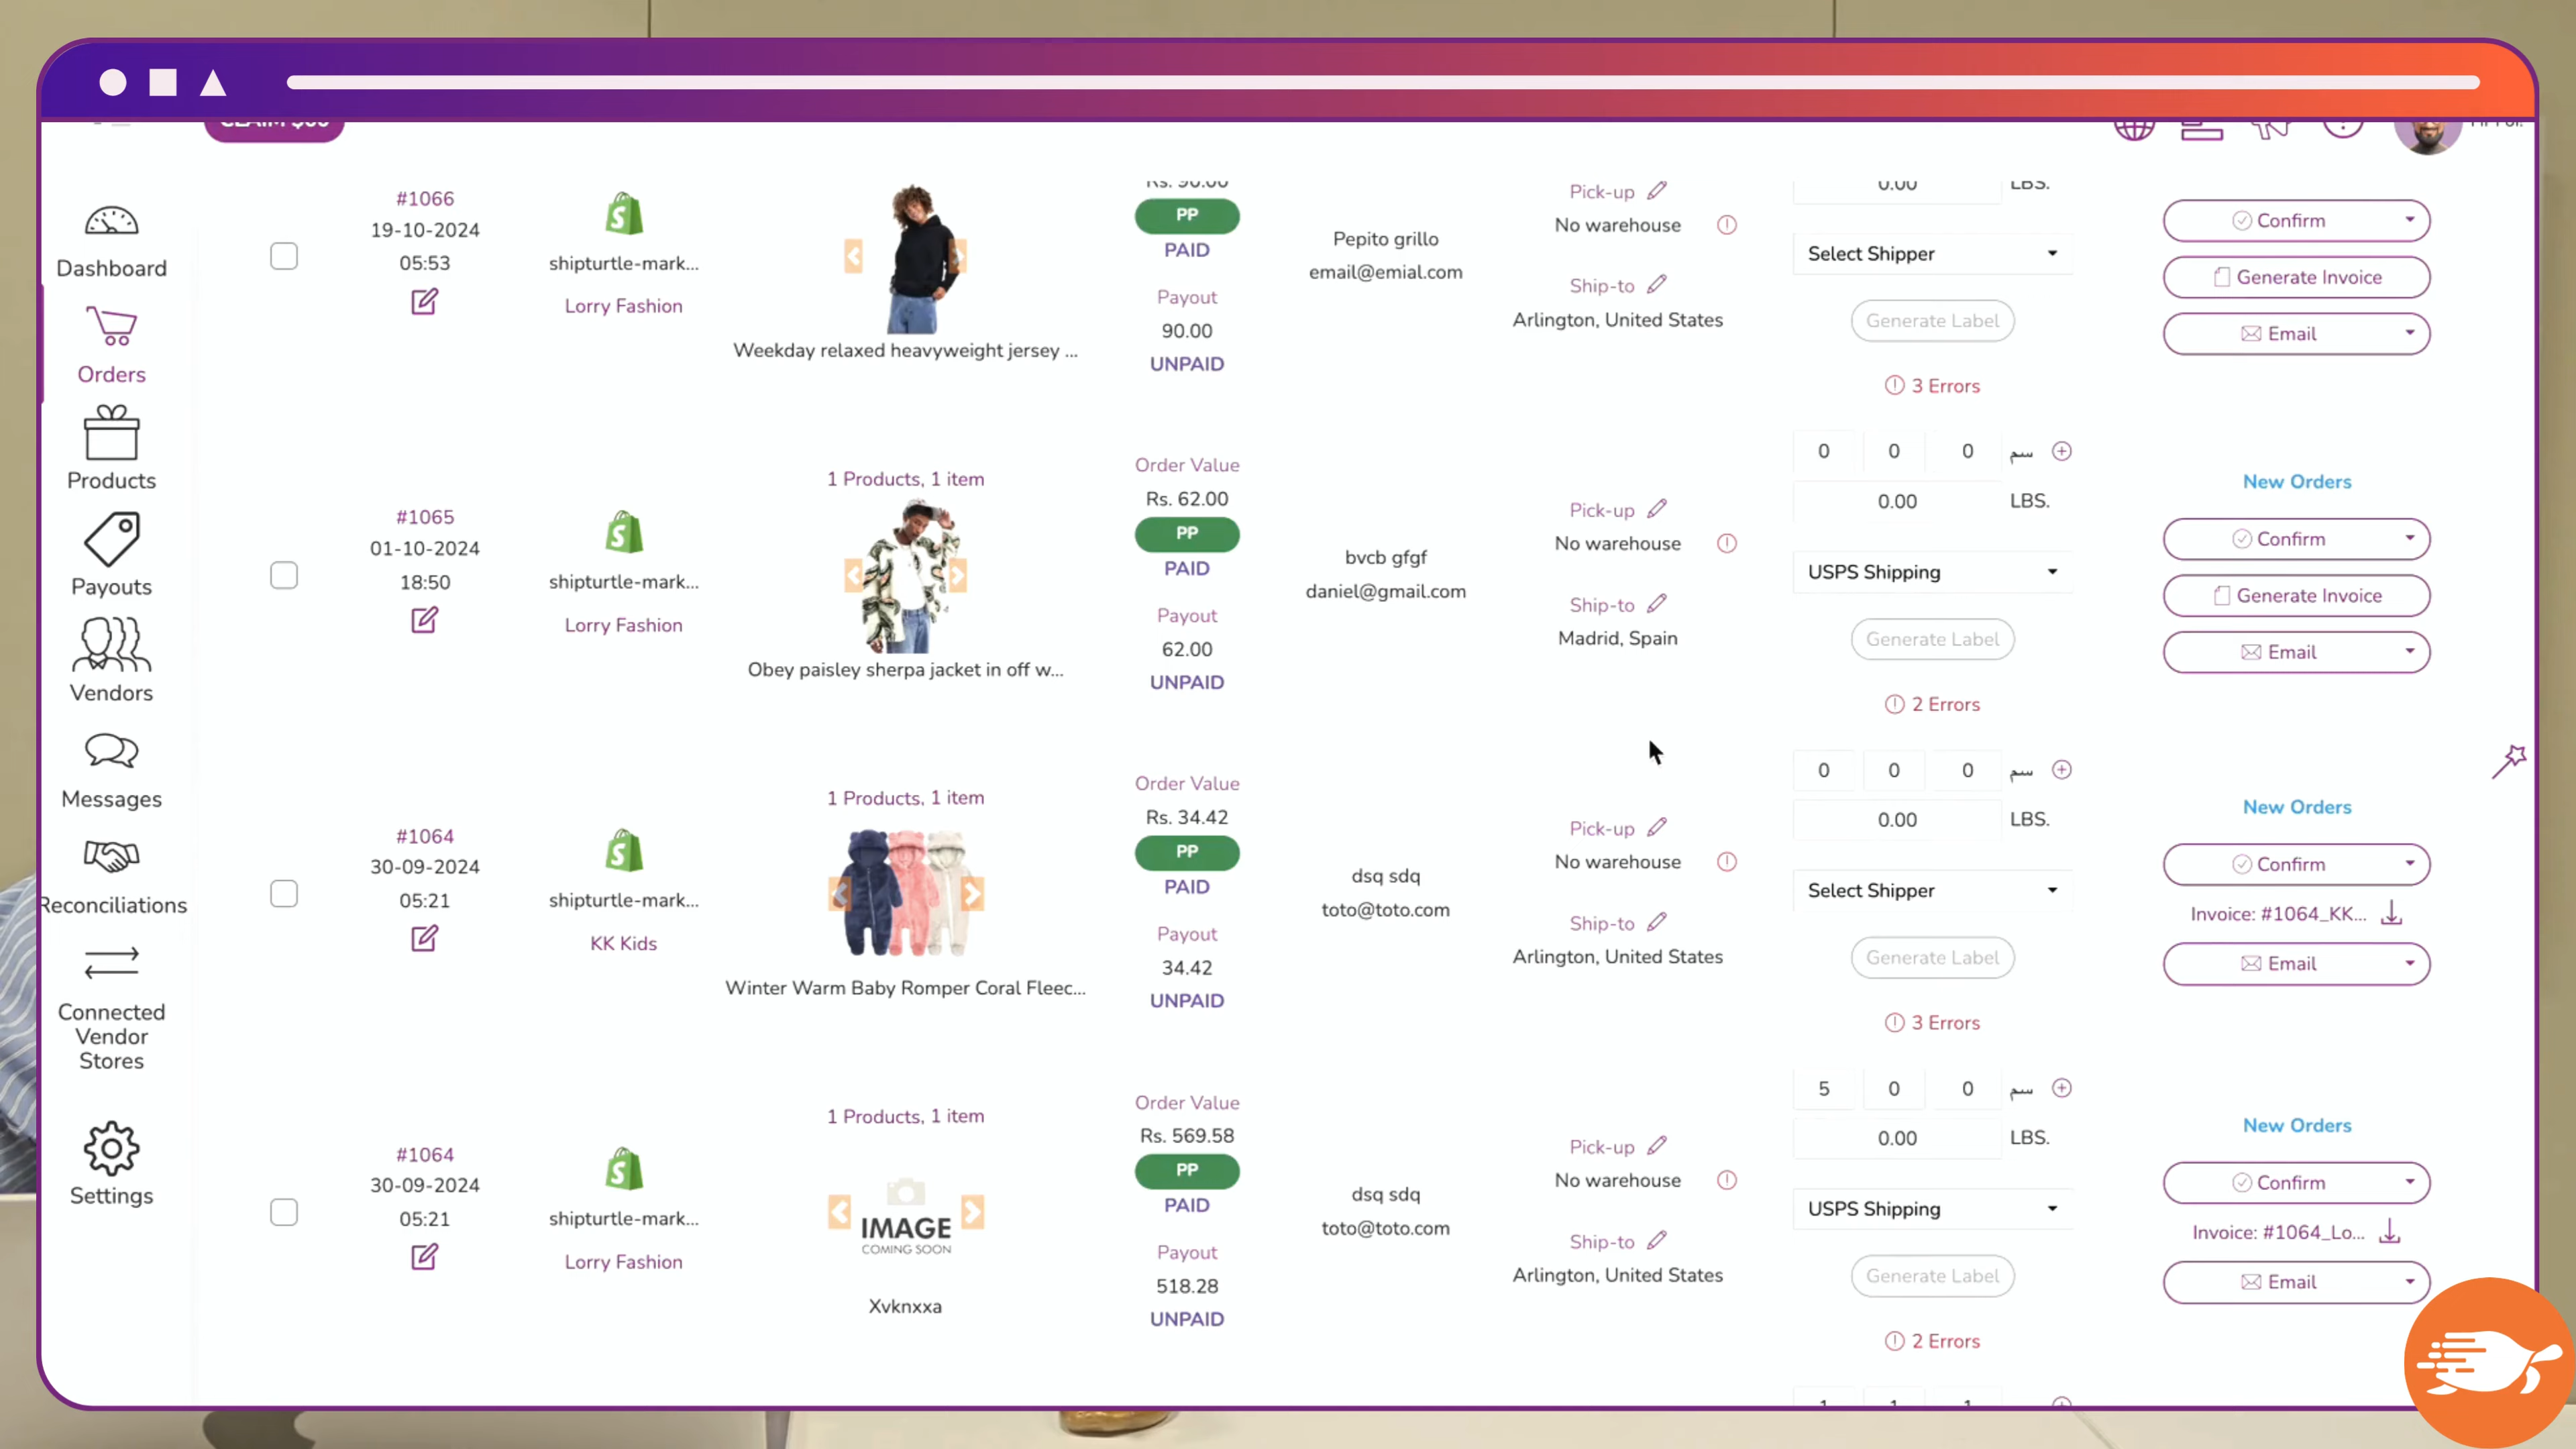 Dashboard
Orders
Products
Payouts
Vendors
Messages
Reconciliations
Connected
Vendor
Stores
Settings
#1066
19-10-2024
05:53
shipturtle-mark...
Lorry Fashion
Weekday relaxed heavyweight jersey ...
Rs. 90.00
PP
PAID
Payout
90.00
UNPAID
Pepito grillo
email@emial.com
Pick-up
No warehouse
Ship-to
Arlington, United States
0.00 LBS.
Select Shipper
Generate Label
3 Errors
Confirm
Generate Invoice
Email
#1065
01-10-2024
18:50
shipturtle-mark...
Lorry Fashion
1 Products, 1 item
Obey paisley sherpa jacket in off w...
Order Value
Rs. 62.00
PP
PAID
Payout
62.00
UNPAID
bvcb gfgf
daniel@gmail.com
Pick-up
No warehouse
Ship-to
Madrid, Spain
0 0 0 سم
0.00 LBS.
USPS Shipping
Generate Label
2 Errors
New Orders
Confirm
Generate Invoice
Email
#1064
30-09-2024
05:21
shipturtle-mark...
KK Kids
1 Products, 1 item
Winter Warm Baby Romper Coral Fleec...
Order Value
Rs. 34.42
PP
PAID
Payout
34.42
UNPAID
dsq sdq
toto@toto.com
Pick-up
No warehouse
Ship-to
Arlington, United States
0 0 0 سم
0.00 LBS.
Select Shipper
Generate Label
3 Errors
New Orders
Confirm
Invoice: #1064_KK...
Email
#1064
30-09-2024
05:21
shipturtle-mark...
Lorry Fashion
1 Products, 1 item
IMAGE
COMING SOON
Xvknxxa
Order Value
Rs. 569.58
PP
PAID
Payout
518.28
UNPAID
dsq sdq
toto@toto.com
Pick-up
No warehouse
Ship-to
Arlington, United States
5 0 0 سم
0.00 LBS.
USPS Shipping
Generate Label
2 Errors
New Orders
Confirm
Invoice: #1064_Lo...
Email